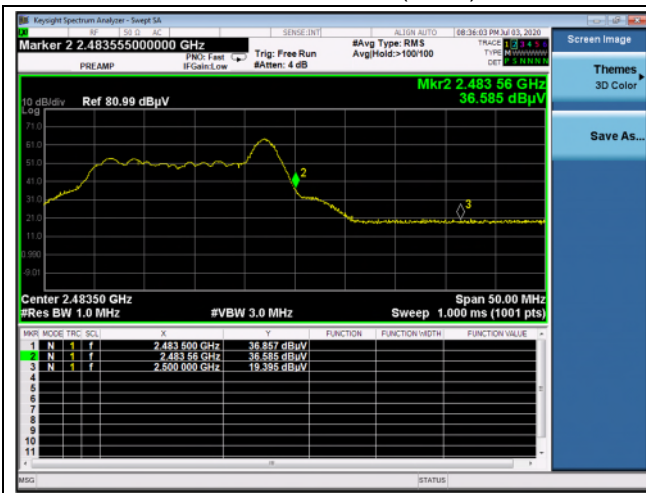 Keysight Spectrum Analyzer - Swept SA
RF 50 Ω AC SENSE:INT ALIGN AUTO 08:36:03 PM Jul 03, 2020
Marker 2 2.483555000000 GHz
PREAMP
PNO: Fast
IFGain:Low
Trig: Free Run
#Atten: 4 dB
#Avg Type: RMS
Avg|Hold:>100/100
TRACE 1 2 3 4 5 6
TYPE
DET P S N N N N
Mkr2 2.483 56 GHz
36.585 dBµV
10 dB/div Ref 80.99 dBµV
Log
71.0
61.0
51.0
41.0
31.0
21.0
11.0
0.990
-9.01
2
3
Center 2.48350 GHz Span 50.00 MHz
#Res BW 1.0 MHz #VBW 3.0 MHz Sweep 1.000 ms (1001 pts)
MKR MODE TRC SCL X Y FUNCTION FUNCTION WIDTH FUNCTION VALUE
1 N 1 f 2.483 500 GHz 36.857 dBµV
2 N 1 f 2.483 56 GHz 36.585 dBµV
3 N 1 f 2.500 000 GHz 19.395 dBµV
4
5
6
7
8
9
10
11
MSG STATUS
Screen Image
Themes
3D Color
Save As...